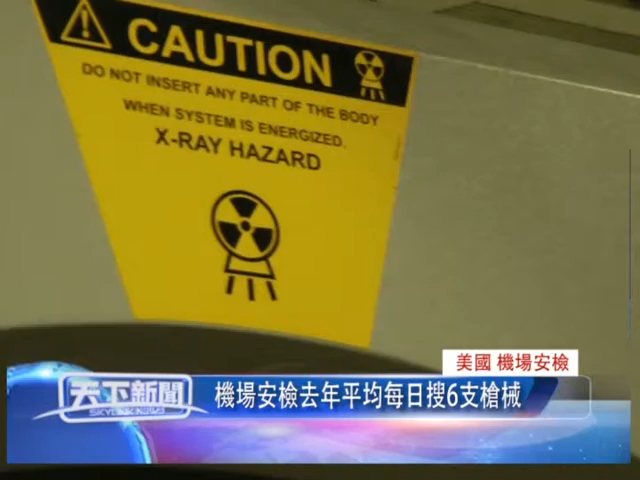 CAUTION
DO NOT INSERT ANY PART OF THE BODY
WHEN SYSTEM IS ENERGIZED.
X-RAY HAZARD
美國 機場安檢
天下新聞
SKYLINK NEWS
機場安檢去年平均每日搜6支槍械